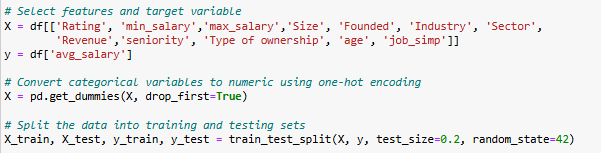 # Select features and target variable
X = df[['Rating', 'min_salary','max_salary','Size', 'Founded', 'Industry', 'Sector',
'Revenue','seniority', 'Type of ownership', 'age', 'job_simp']]
y = df['avg_salary']
# Convert categorical variables to numeric using one-hot encoding
X = pd.get_dummies(X, drop_first=True)
# Split the data into training and testing sets
X_train, X_test, y_train, y_test = train_test_split(X, y, test_size=0.2, random_state=42)